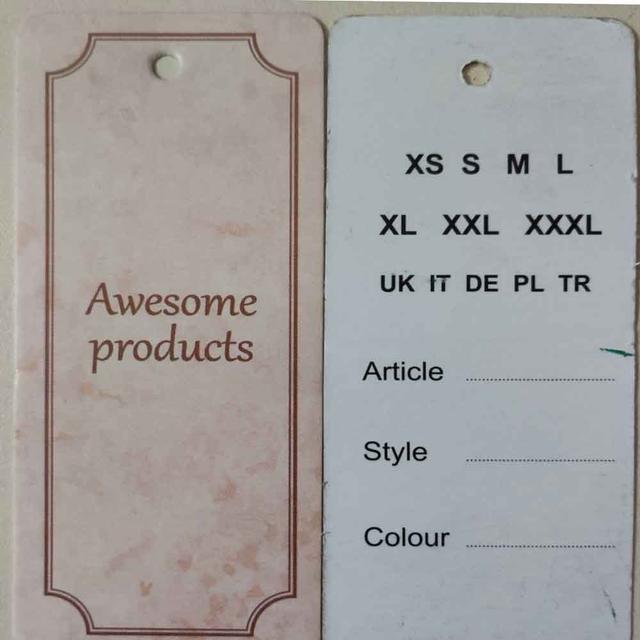 Awesome
products
XS S M L
XL XXL XXXL
UK IT DE PL TR
Article
Style
Colour